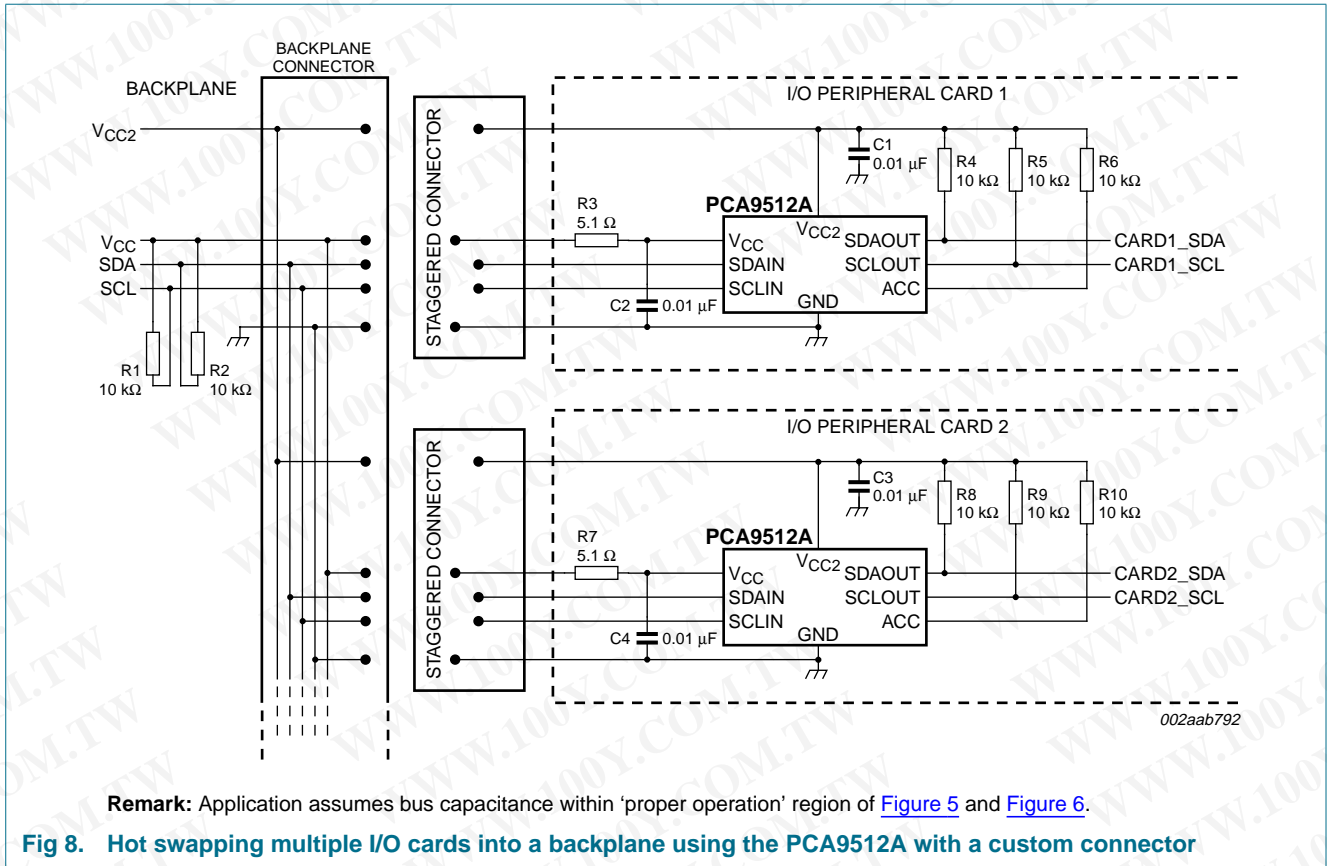 BACKPLANE
CONNECTOR
BACKPLANE
VCC2
VCC
SDA
SCL
R1
10 kΩ
R2
10 kΩ
STAGGERED CONNECTOR
I/O PERIPHERAL CARD 1
C1
0.01 μF
R4
10 kΩ
R5
10 kΩ
R6
10 kΩ
R3
5.1 Ω
PCA9512A
VCC
VCC2
SDAOUT
CARD1_SDA
SDAIN
SCLOUT
CARD1_SCL
SCLIN
ACC
GND
C2
0.01 μF
STAGGERED CONNECTOR
I/O PERIPHERAL CARD 2
C3
0.01 μF
R8
10 kΩ
R9
10 kΩ
R10
10 kΩ
R7
5.1 Ω
PCA9512A
VCC
VCC2
SDAOUT
CARD2_SDA
SDAIN
SCLOUT
CARD2_SCL
SCLIN
ACC
GND
C4
0.01 μF
002aab792
Remark: Application assumes bus capacitance within ‘proper operation’ region of Figure 5 and Figure 6.
Fig 8. Hot swapping multiple I/O cards into a backplane using the PCA9512A with a custom connector
WWW.100Y.COM.TW